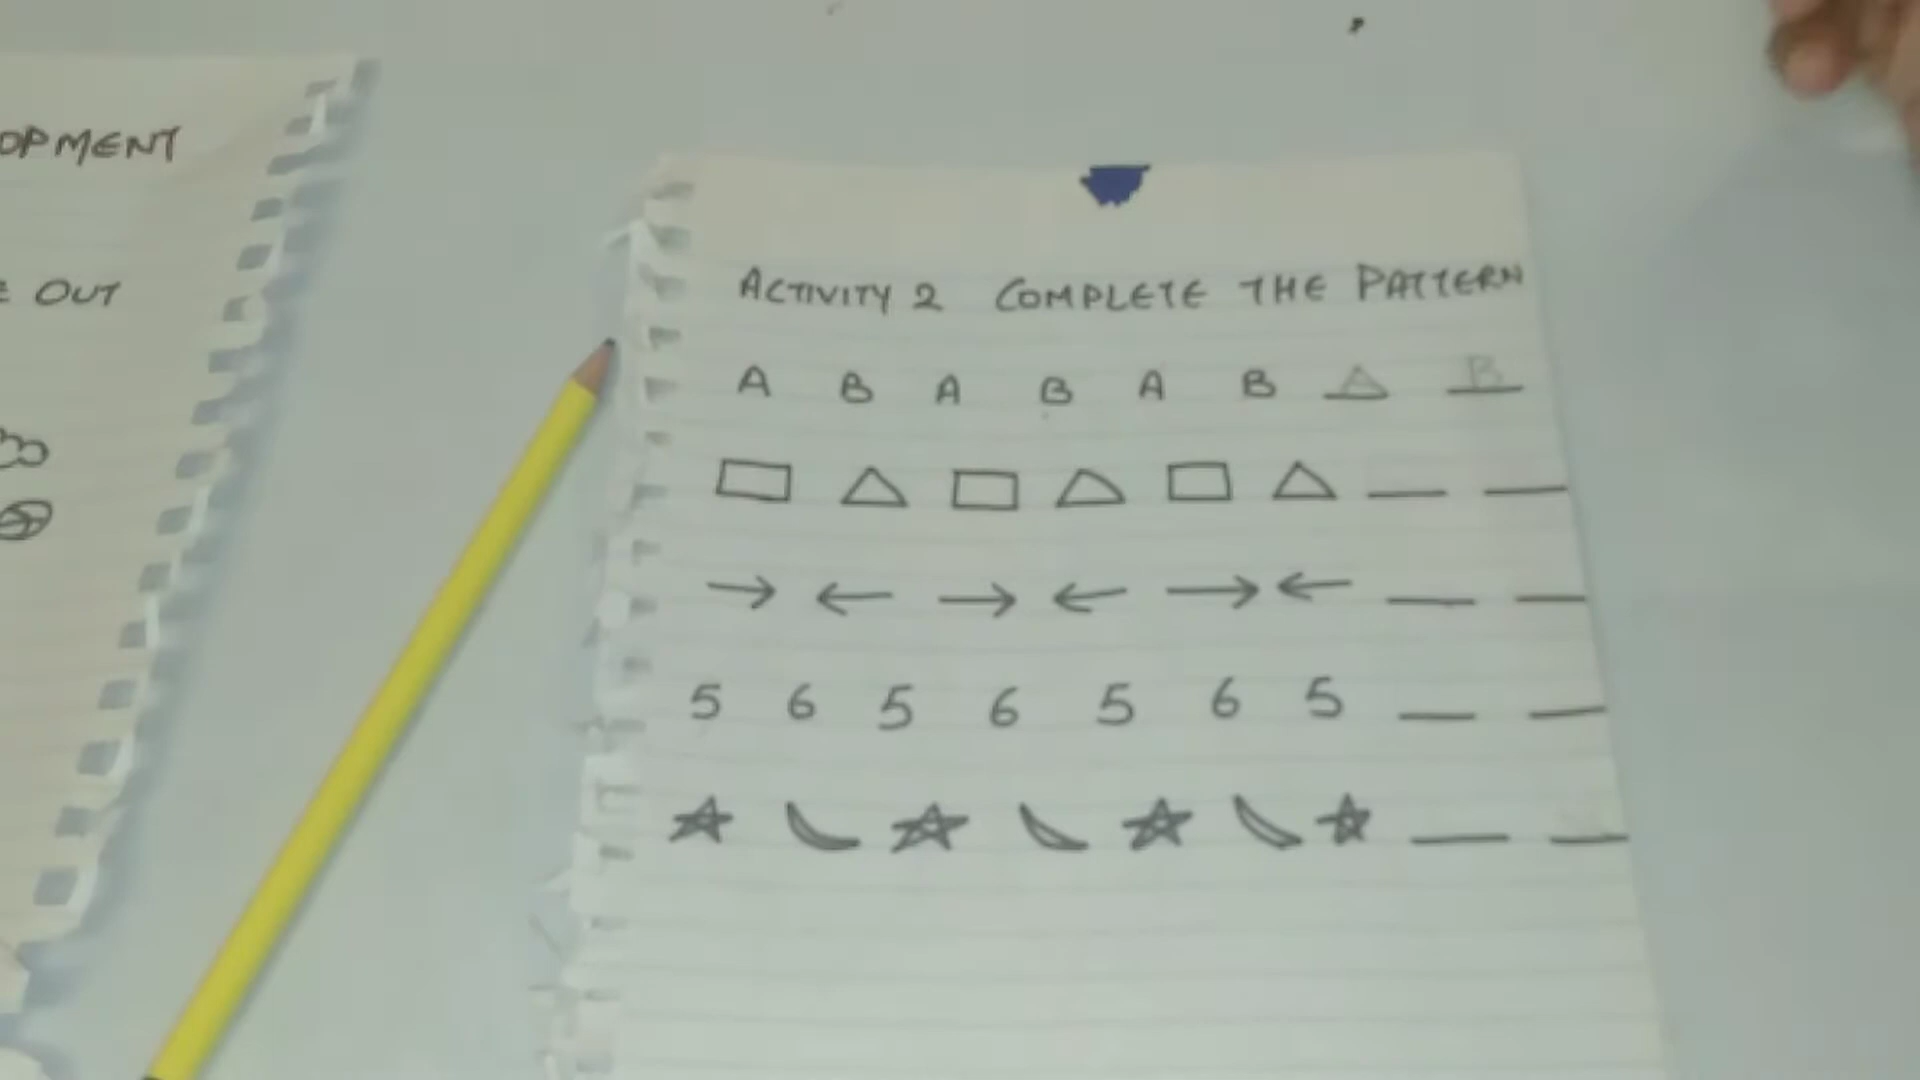 OPMENT
OUT
ACTIVITY 2 COMPLETE THE PATTERN
A B A B A B A B
5 6 5 6 5 6 5